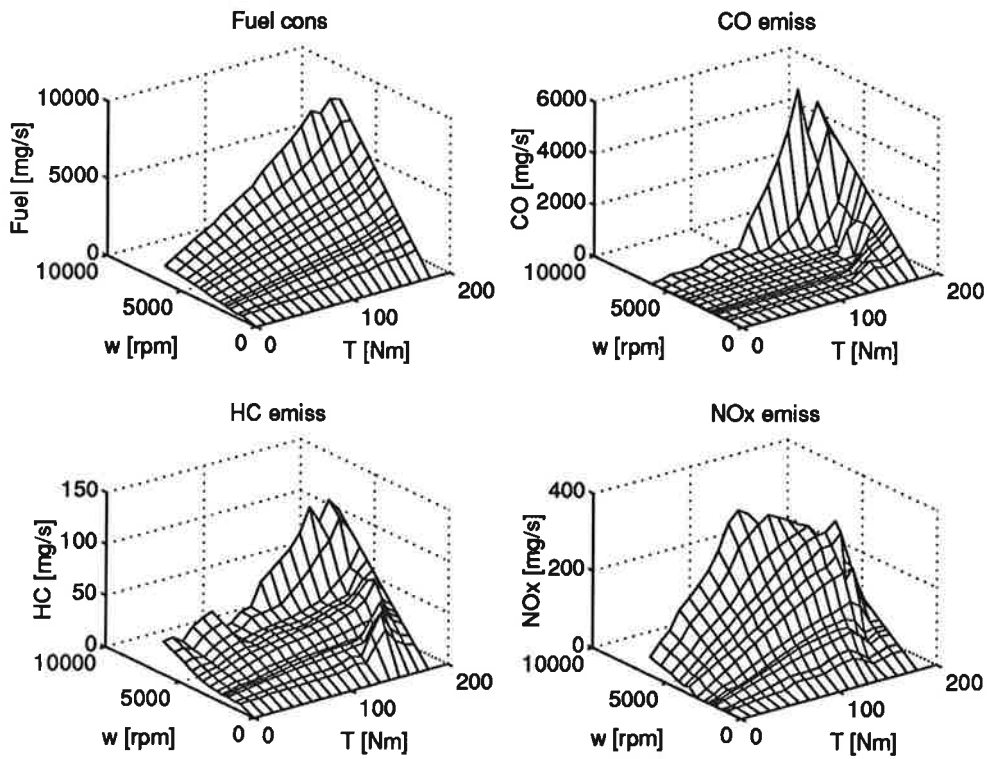 Fuel cons
Fuel [mg/s]
10000
5000
0
10000
5000
0
w [rpm]
0
100
200
T [Nm]
CO emiss
CO [mg/s]
6000
4000
2000
0
10000
5000
0
w [rpm]
0
100
200
T [Nm]
HC emiss
HC [mg/s]
150
100
50
0
10000
5000
0
w [rpm]
0
100
200
T [Nm]
NOx emiss
NOx [mg/s]
400
200
0
10000
5000
0
w [rpm]
0
100
200
T [Nm]